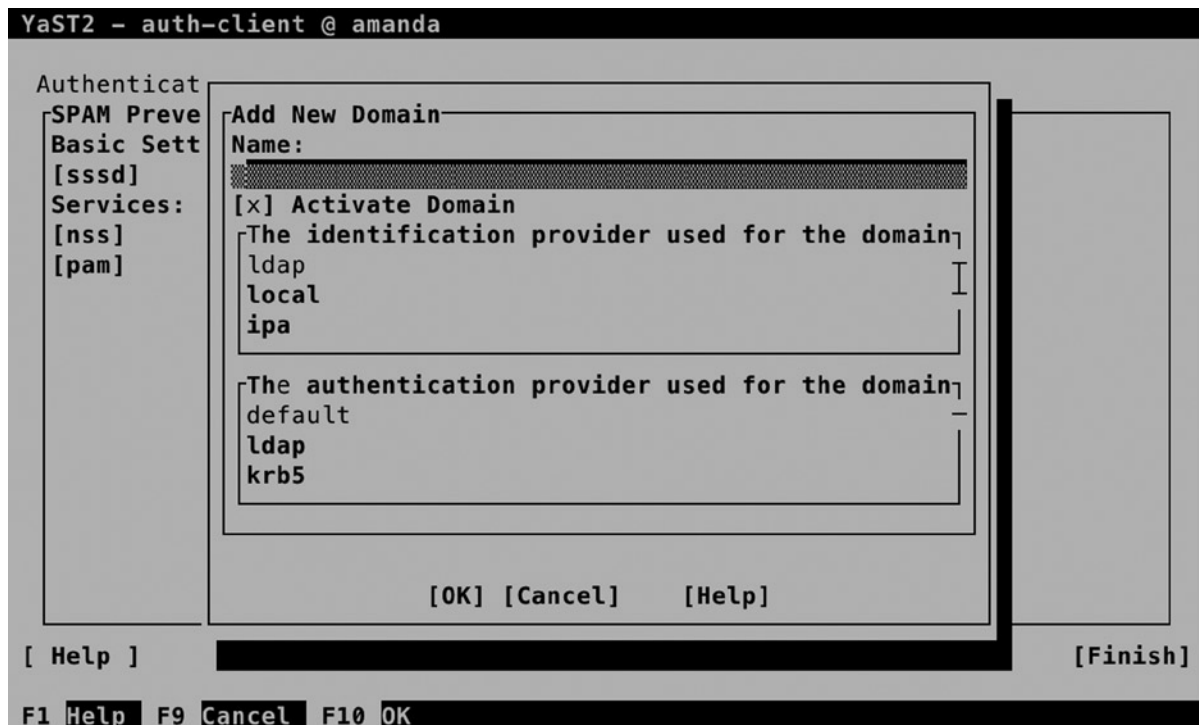 YaST2 - auth-client @ amanda
Authenticat
SPAM Preve
Basic Sett
[sssd]
Services:
[nss]
[pam]
Add New Domain
Name:
[x] Activate Domain
The identification provider used for the domain
ldap
local
ipa
The authentication provider used for the domain
default
ldap
krb5
[OK] [Cancel] [Help]
[ Help ] [Finish]
F1 Help F9 Cancel F10 OK